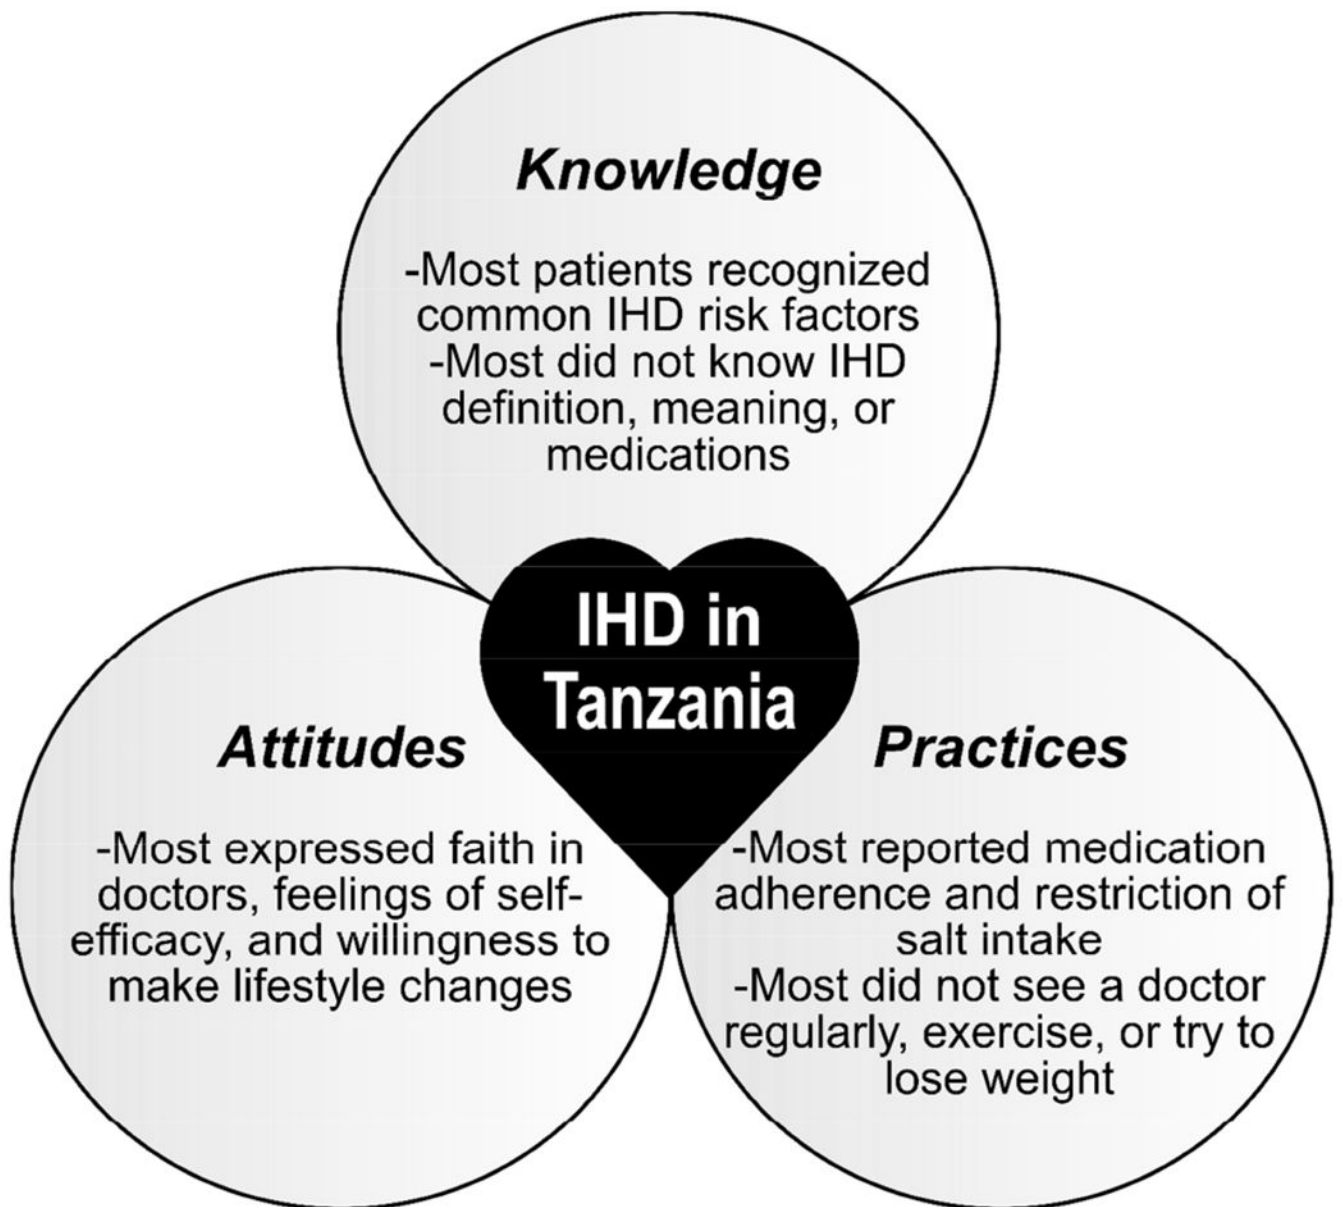 Knowledge
-Most patients recognized
common IHD risk factors
-Most did not know IHD
definition, meaning, or
medications
IHD in
Tanzania
Attitudes
-Most expressed faith in
doctors, feelings of self-
efficacy, and willingness to
make lifestyle changes
Practices
-Most reported medication
adherence and restriction of
salt intake
-Most did not see a doctor
regularly, exercise, or try to
lose weight